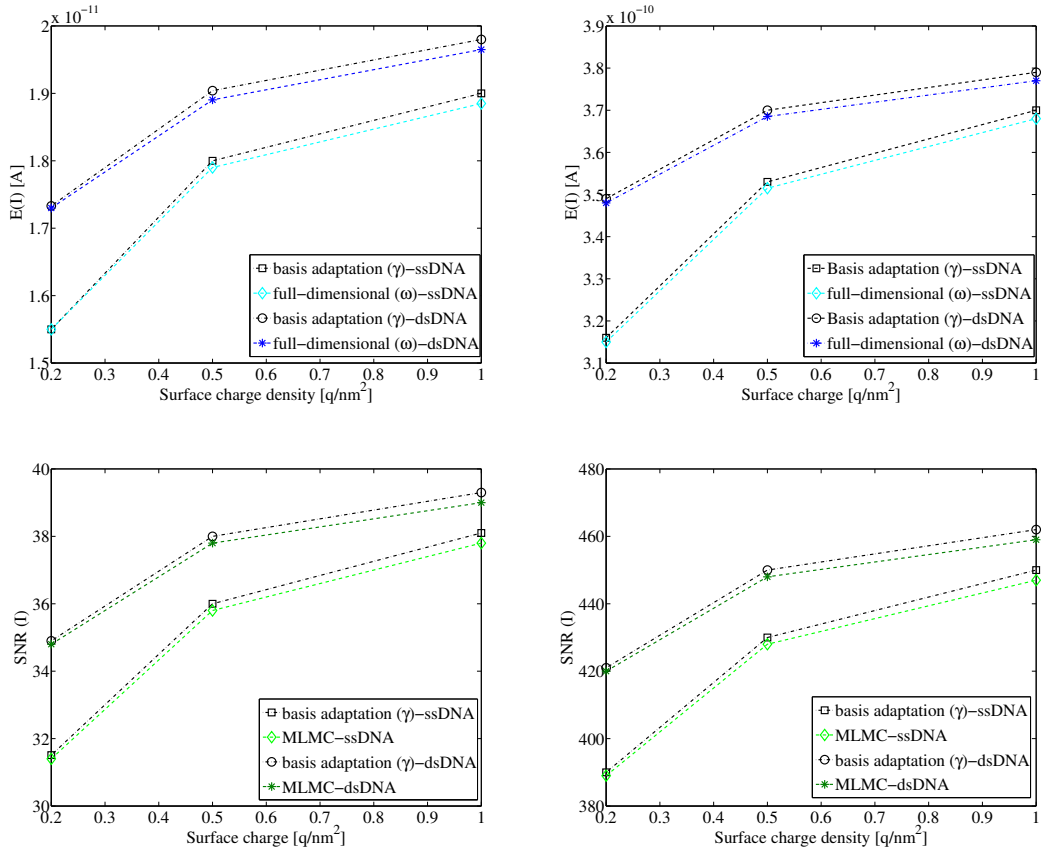 x 10⁻¹¹
2
1.9
1.8
1.7
1.6
1.5
E(I) [A]
0.2 0.3 0.4 0.5 0.6 0.7 0.8 0.9 1
Surface charge density [q/nm²]
basis adaptation (γ)−ssDNA
full−dimensional (ω)−ssDNA
basis adaptation (γ)−dsDNA
full−dimensional (ω)−dsDNA
x 10⁻¹⁰
3.9
3.8
3.7
3.6
3.5
3.4
3.3
3.2
3.1
E(I) [A]
0.2 0.3 0.4 0.5 0.6 0.7 0.8 0.9 1
Surface charge [q/nm²]
Basis adaptation (γ)−ssDNA
full−dimensional (ω)−ssDNA
Basis adaptation (γ)−dsDNA
full−dimensional (ω)−dsDNA
40
38
36
34
32
30
SNR (I)
0.2 0.3 0.4 0.5 0.6 0.7 0.8 0.9 1
Surface charge [q/nm²]
basis adaptation (γ)−ssDNA
MLMC−ssDNA
basis adaptation (γ)−dsDNA
MLMC−dsDNA
480
460
440
420
400
390
380
SNR (I)
0.2 0.3 0.4 0.5 0.6 0.7 0.8 0.9 1
Surface charge density [q/nm²]
basis adaptation (γ)−ssDNA
MLMC−ssDNA
basis adaptation (γ)−dsDNA
MLMC−dsDNA